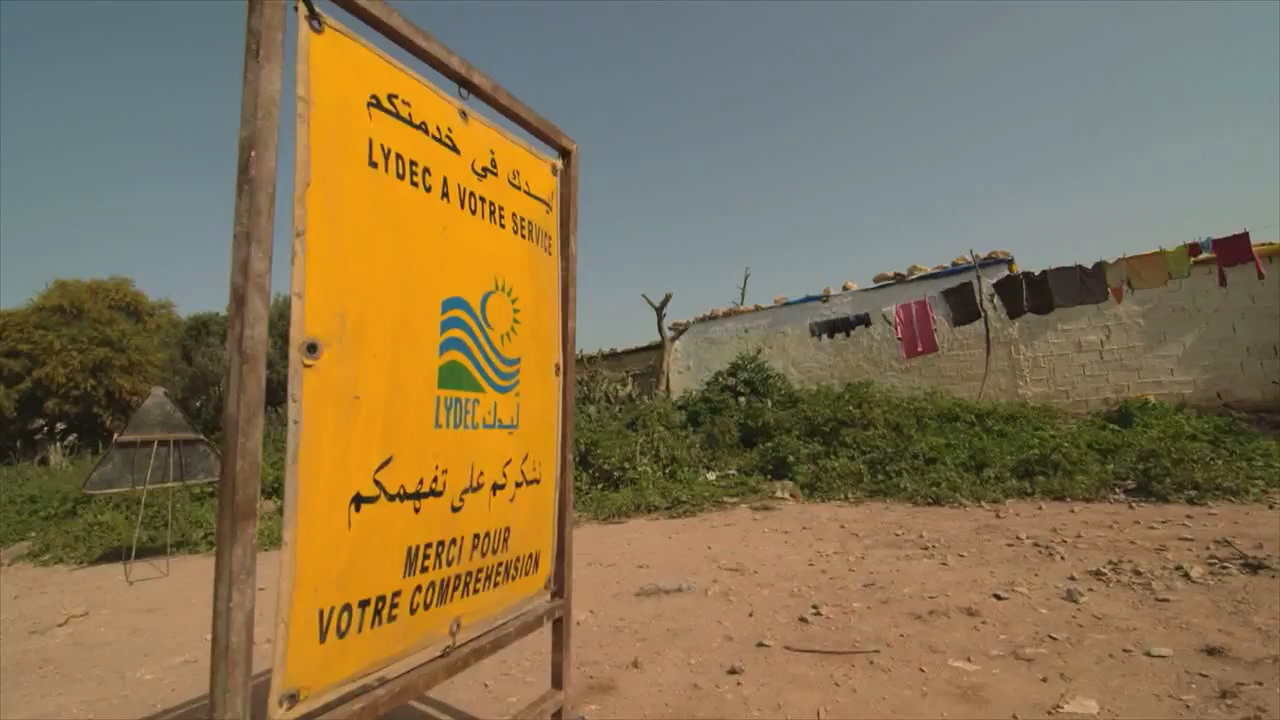 ليدك في خدمتكم
LYDEC A VOTRE SERVICE
LYDEC ليدك
نشكركم على تفهمكم
MERCI POUR
VOTRE COMPREHENSION